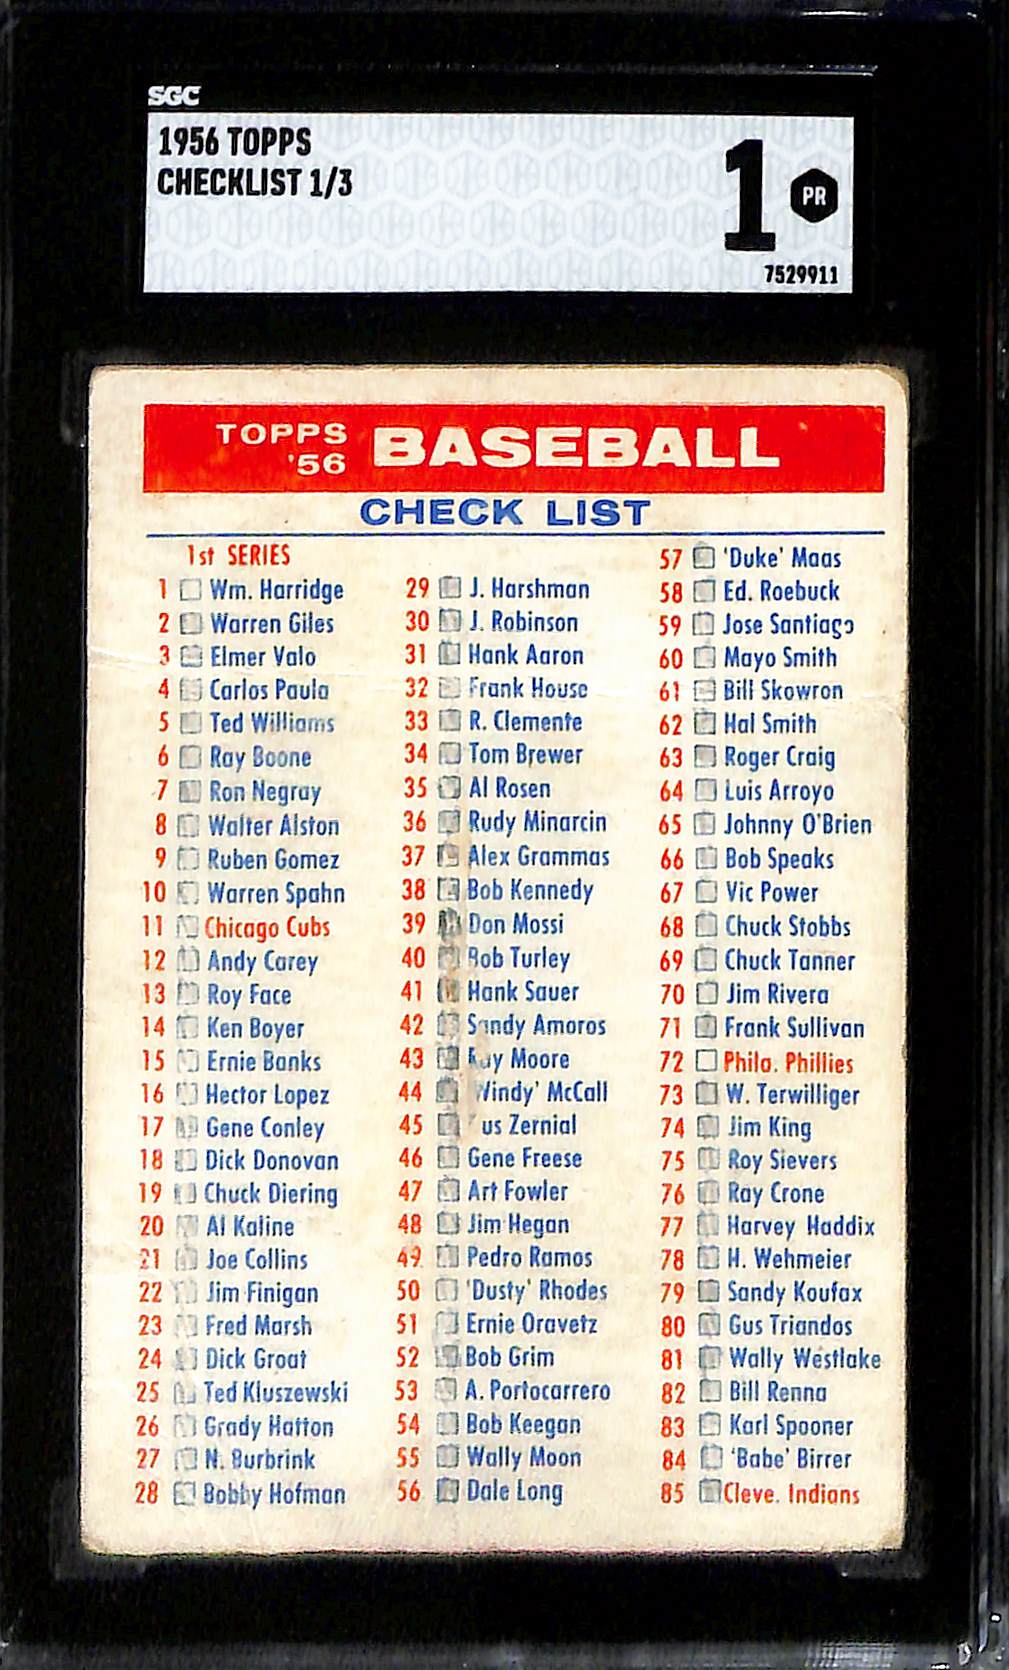 SGC
1956 TOPPS
CHECKLIST 1/3
1
PR
7529911
TOPPS
'56
BASEBALL
CHECK LIST
1st SERIES
1 Wm. Harridge
2 Warren Giles
3 Elmer Valo
4 Carlos Paula
5 Ted Williams
6 Ray Boone
7 Ron Negray
8 Walter Alston
9 Ruben Gomez
10 Warren Spahn
11 Chicago Cubs
12 Andy Carey
13 Roy Face
14 Ken Boyer
15 Ernie Banks
16 Hector Lopez
17 Gene Conley
18 Dick Donovan
19 Chuck Diering
20 Al Kaline
21 Joe Collins
22 Jim Finigan
23 Fred Marsh
24 Dick Groat
25 Ted Kluszewski
26 Grady Hatton
27 N. Burbrink
28 Bobby Hofman
29 J. Harshman
30 J. Robinson
31 Hank Aaron
32 Frank House
33 R. Clemente
34 Tom Brewer
35 Al Rosen
36 Rudy Minarcin
37 Alex Grammas
38 Bob Kennedy
39 Don Mossi
40 Bob Turley
41 Hank Sauer
42 Sandy Amoros
43 Ray Moore
44 Windy' McCall
45 us Zernial
46 Gene Freese
47 Art Fowler
48 Jim Hegan
49 Pedro Ramos
50 'Dusty' Rhodes
51 Ernie Oravetz
52 Bob Grim
53 A. Portocarrero
54 Bob Keegan
55 Wally Moon
56 Dale Long
57 'Duke' Maas
58 Ed. Roebuck
59 Jose Santiago
60 Mayo Smith
61 Bill Skowron
62 Hal Smith
63 Roger Craig
64 Luis Arroyo
65 Johnny O'Brien
66 Bob Speaks
67 Vic Power
68 Chuck Stobbs
69 Chuck Tanner
70 Jim Rivera
71 Frank Sullivan
72 Phila. Phillies
73 W. Terwilliger
74 Jim King
75 Roy Sievers
76 Ray Crone
77 Harvey Haddix
78 H. Wehmeier
79 Sandy Koufax
80 Gus Triandos
81 Wally Westlake
82 Bill Renna
83 Karl Spooner
84 'Babe' Birrer
85 Cleve. Indians